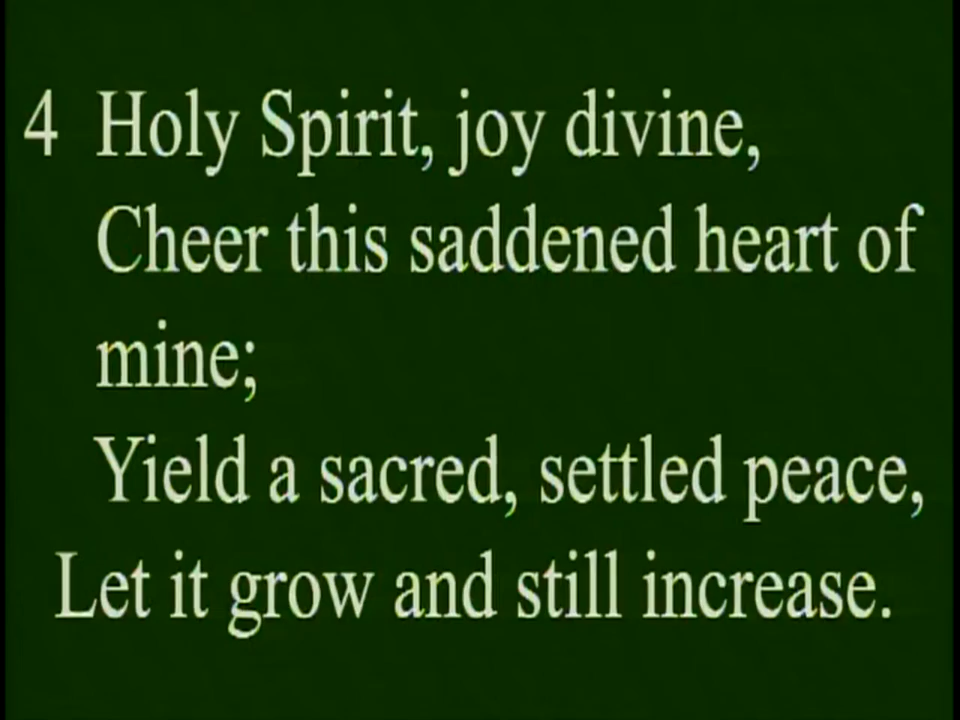 4 Holy Spirit, joy divine,
Cheer this saddened heart of
mine;
Yield a sacred, settled peace,
Let it grow and still increase.